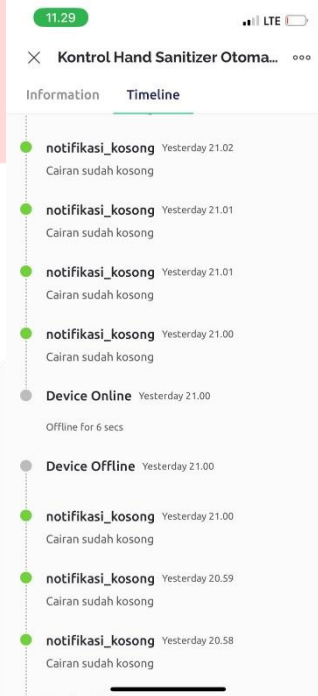 11.29
LTE
Kontrol Hand Sanitizer Otoma...
Information Timeline
notifikasi_kosong Yesterday 21.02
Cairan sudah kosong
notifikasi_kosong Yesterday 21.01
Cairan sudah kosong
notifikasi_kosong Yesterday 21.01
Cairan sudah kosong
notifikasi_kosong Yesterday 21.00
Cairan sudah kosong
Device Online Yesterday 21.00
Offline for 6 secs
Device Offline Yesterday 21.00
notifikasi_kosong Yesterday 21.00
Cairan sudah kosong
notifikasi_kosong Yesterday 20.59
Cairan sudah kosong
notifikasi_kosong Yesterday 20.58
Cairan sudah kosong